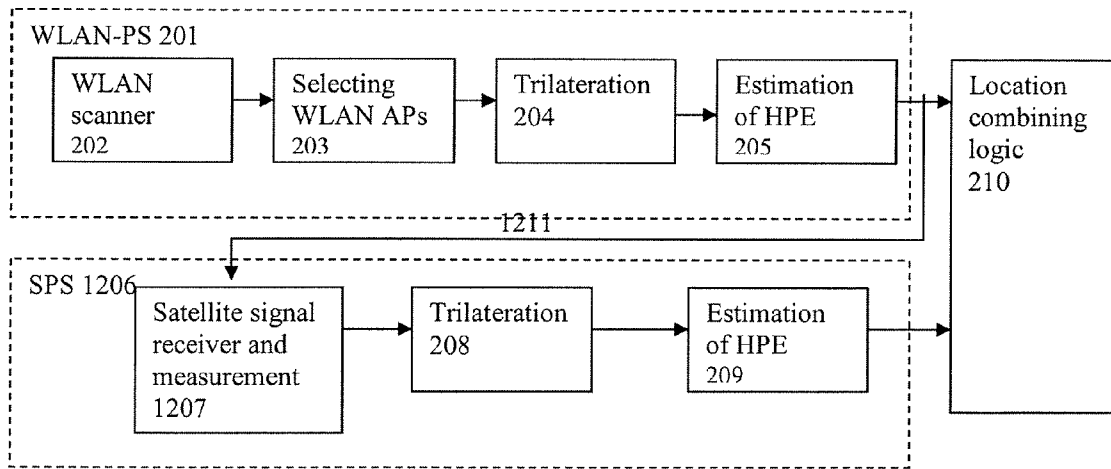 WLAN-PS 201
WLAN
scanner
202
Selecting
WLAN APs
203
Trilateration
204
Estimation
of HPE
205
Location
combining
logic
210
1211
SPS 1206
Satellite signal
receiver and
measurement
1207
Trilateration
208
Estimation
of HPE
209